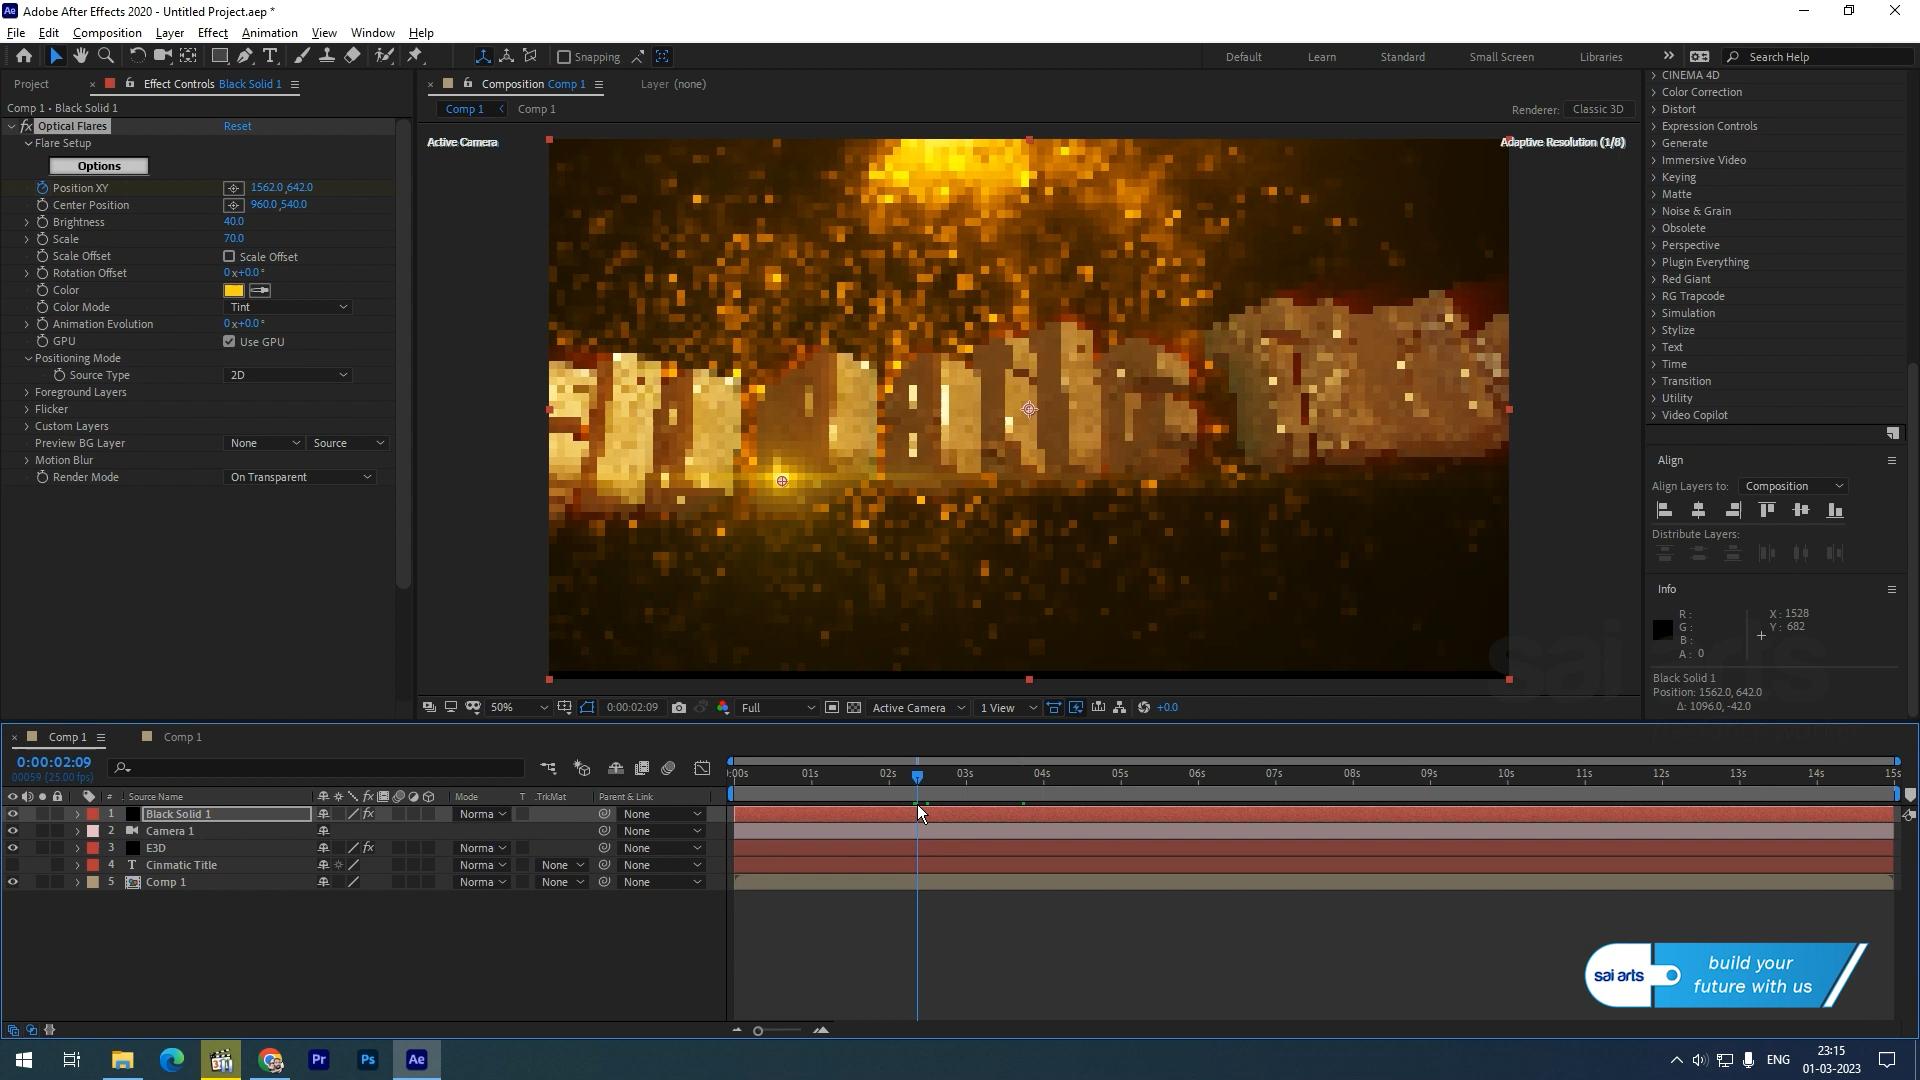 Adobe After Effects 2020 - Untitled Project.aep *
File Edit Composition Layer Effect Animation View Window Help
Snapping Default Learn Standard Small Screen Libraries Search Help
Project Effect Controls Black Solid 1 Composition Comp 1 Layer (none)
Comp 1 • Black Solid 1
Comp 1 Comp 1 Renderer: Classic 3D
Active Camera Adaptive Resolution (1/8)
fx Optical Flares Reset
Flare Setup
Options
Position XY 1562.0,642.0
Center Position 960.0,540.0
Brightness 40.0
Scale 70.0
Scale Offset Scale Offset
Rotation Offset 0x+0.0°
Color
Color Mode Tint
Animation Evolution 0x+0.0°
GPU Use GPU
Positioning Mode
Source Type 2D
Foreground Layers
Flicker
Custom Layers
Preview BG Layer None Source
Motion Blur
Render Mode On Transparent
CINEMA 4D
Color Correction
Distort
Expression Controls
Generate
Immersive Video
Keying
Matte
Noise & Grain
Obsolete
Perspective
Plugin Everything
Red Giant
RG Trapcode
Simulation
Stylize
Text
Time
Transition
Utility
Video Copilot
Align
Align Layers to: Composition
Distribute Layers:
Info
R: X: 1528
G: Y: 682
B:
A: 0
Black Solid 1
Position: 1562.0, 642.0
Δ: 1096.0, -42.0
sai arts
50% 0:00:02:09 Full Active Camera 1 View +0.0
Comp 1 Comp 1
0:00:02:09
00059 (25.00 fps)
:00s 01s 02s 03s 04s 05s 06s 07s 08s 09s 10s 11s 12s 13s 14s 15s
# Source Name fx Mode T .TrkMat Parent & Link
1 Black Solid 1 fx Norma None
2 Camera 1 None
3 E3D fx Norma None
4 T Cinmatic Title Norma None None
5 Comp 1 Norma None None
sai arts
build your
future with us
Pr Ps Ae
ENG 23:15
01-03-2023